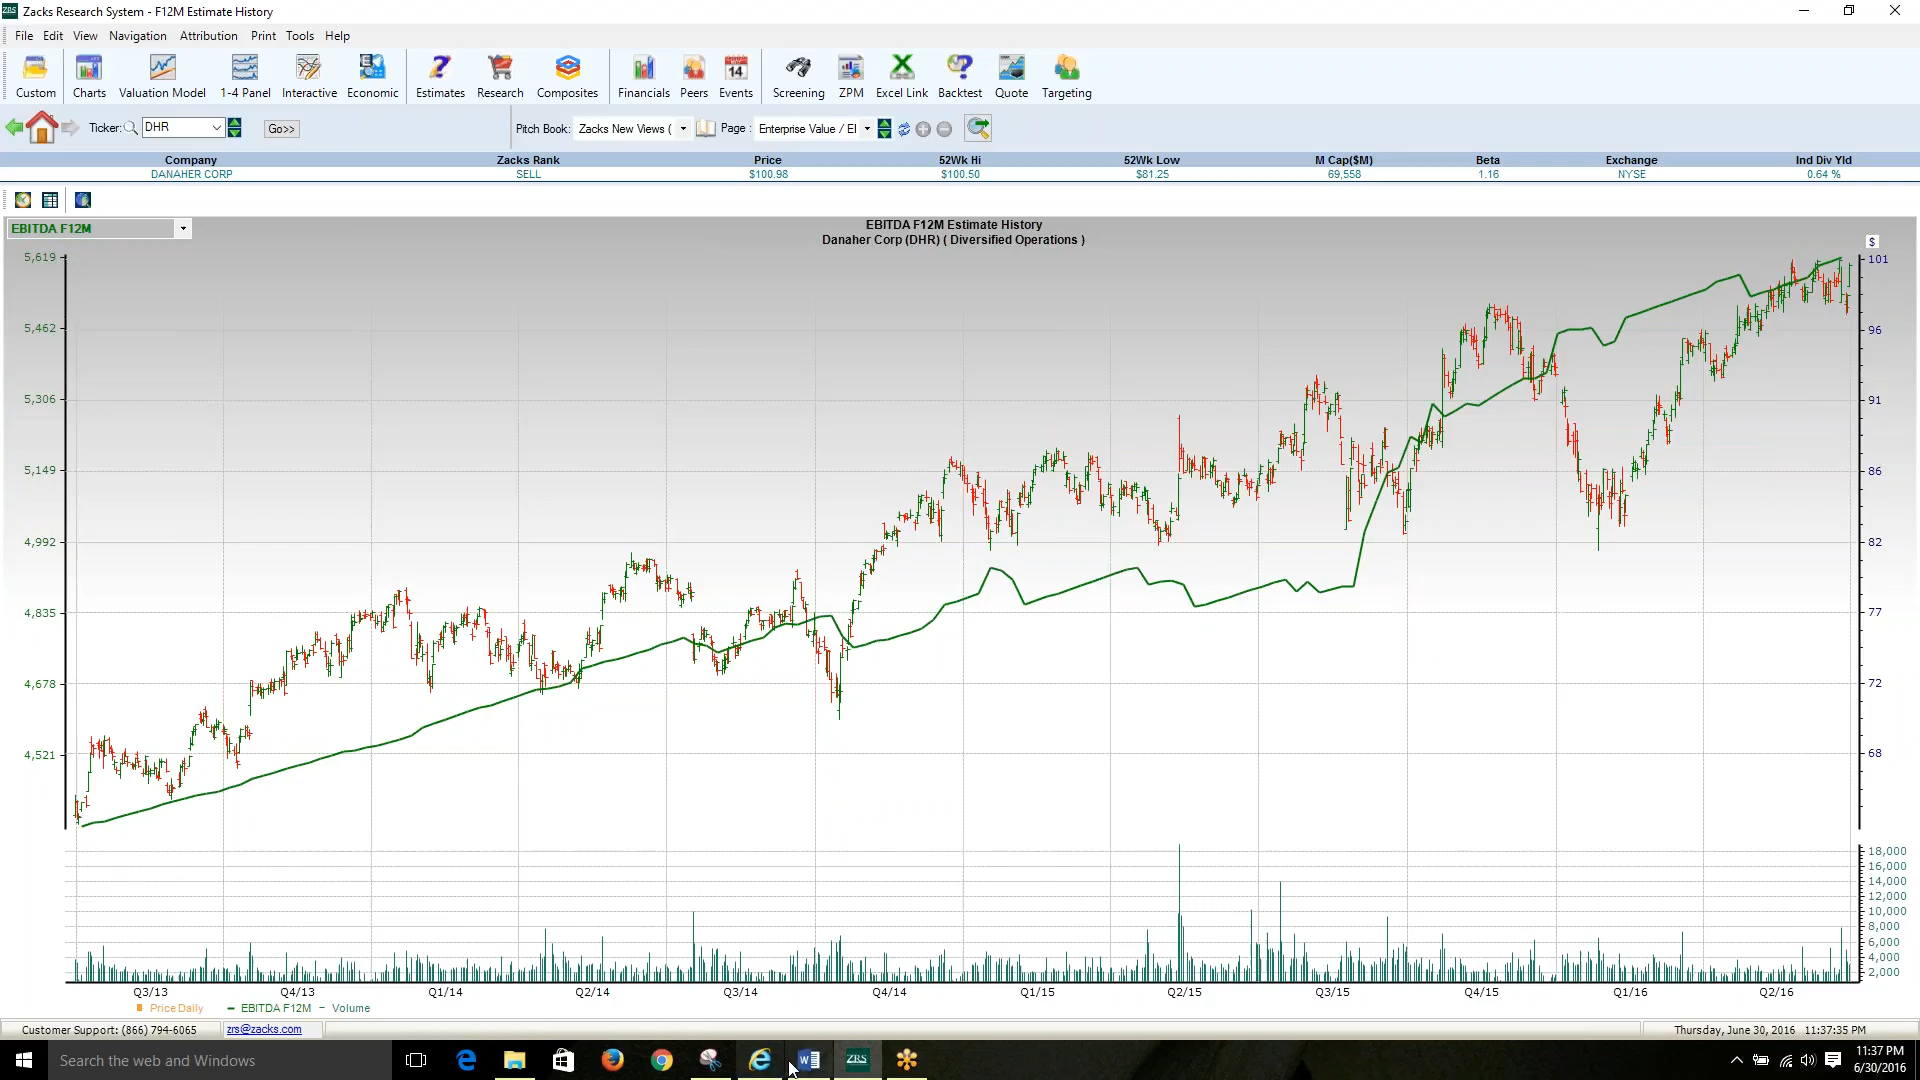 ZRS Zacks Research System - F12M Estimate History
File Edit View Navigation Attribution Print Tools Help
Custom Charts Valuation Model 1-4 Panel Interactive Economic Estimates Research Composites Financials Peers Events Screening ZPM Excel Link Backtest Quote Targeting
Ticker: DHR Go>> Pitch Book: Zacks New Views ( Page : Enterprise Value / EI
Company Zacks Rank Price 52Wk Hi 52Wk Low M Cap($M) Beta Exchange Ind Div Yld
DANAHER CORP SELL $100.98 $100.50 $81.25 69,558 1.16 NYSE 0.64 %
EBITDA F12M
EBITDA F12M Estimate History
Danaher Corp (DHR) ( Diversified Operations )
$
5,619 101
5,462 96
5,306 91
5,149 86
4,992 82
4,835 77
4,678 72
4,521 68
18,000
16,000
14,000
12,000
10,000
8,000
6,000
4,000
2,000
Q3/13 Q4/13 Q1/14 Q2/14 Q3/14 Q4/14 Q1/15 Q2/15 Q3/15 Q4/15 Q1/16 Q2/16
Price Daily EBITDA F12M Volume
Customer Support: (866) 794-6065 zrs@zacks.com Thursday, June 30, 2016 11:37:35 PM
Search the web and Windows ZRS 11:37 PM
6/30/2016